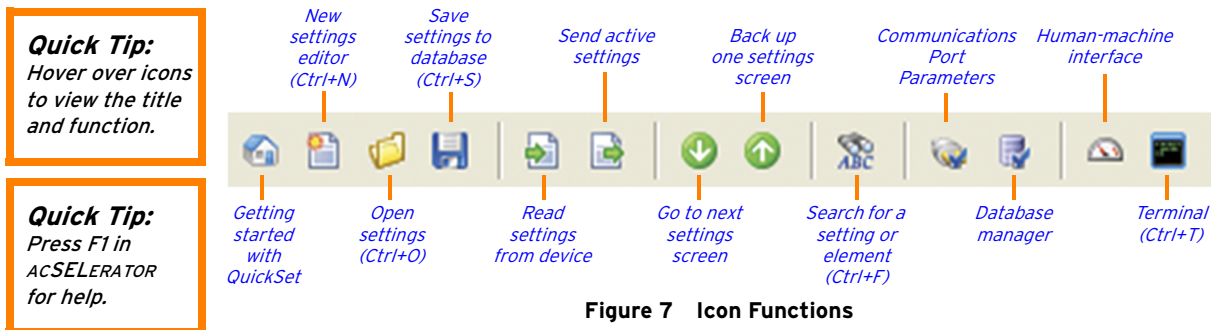 Quick Tip:
Hover over icons
to view the title
and function.
Quick Tip:
Press F1 in
ACSELERATOR
for help.
New
settings
editor
(Ctrl+N)
Save
settings to
database
(Ctrl+S)
Send active
settings
Back up
one settings
screen
Communications
Port
Parameters
Human-machine
interface
ABC
Getting
started
with
QuickSet
Open
settings
(Ctrl+O)
Read
settings
from device
Go to next
settings
screen
Search for a
setting or
element
(Ctrl+F)
Database
manager
Terminal
(Ctrl+T)
Figure 7 Icon Functions